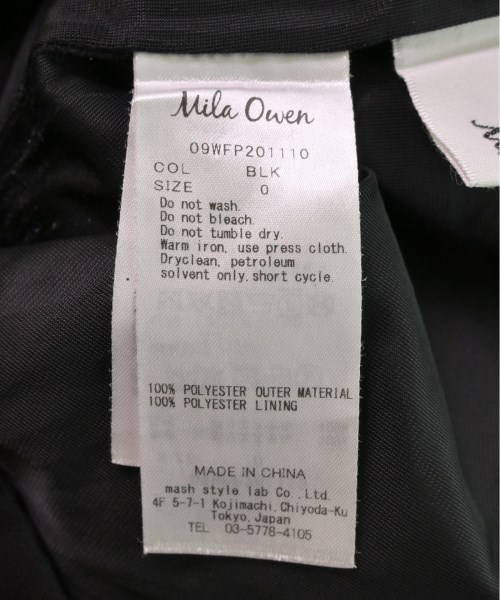 Mila Owen
09WFP201110
COL BLK
SIZE 0
Do not wash.
Do not bleach.
Do not tumble dry.
Warm iron, use press cloth.
Dryclean, petroleum
solvent only, short cycle.
100% POLYESTER OUTER MATERIAL
100% POLYESTER LINING
MADE IN CHINA
mash style lab Co., Ltd.
4F 5-7-1 Kojimachi, Chiyoda-Ku
Tokyo, Japan
TEL 03-5778-4105